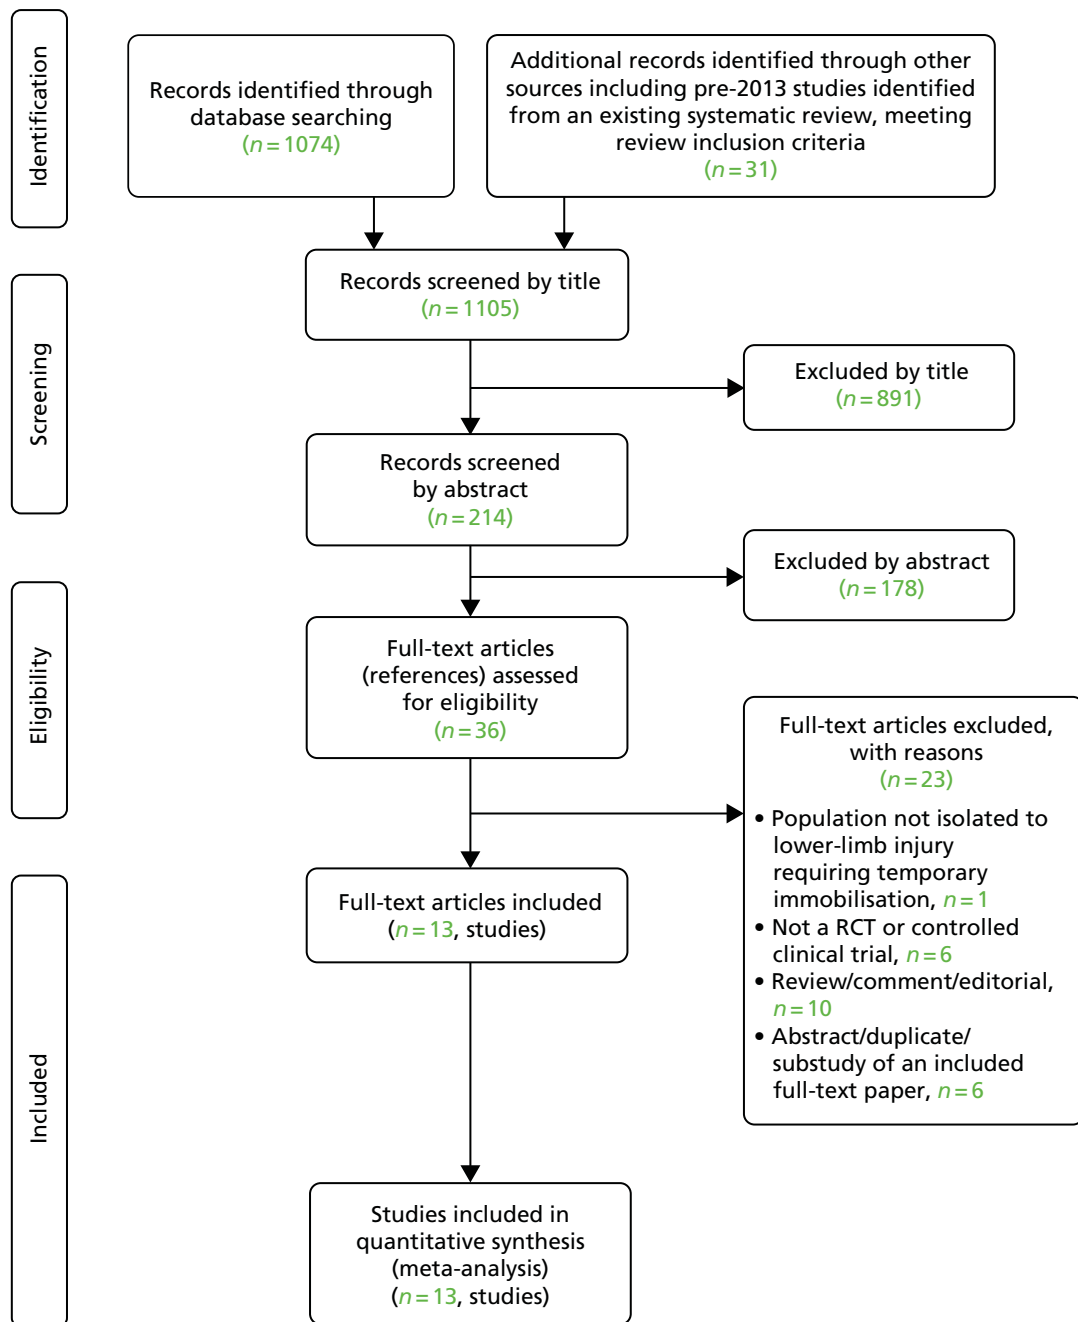 Identification
Records identified through
database searching
(n=1074)
Additional records identified through other
sources including pre-2013 studies identified
from an existing systematic review, meeting
review inclusion criteria
(n=31)
Screening
Records screened by title
(n=1105)
Excluded by title
(n=891)
Records screened
by abstract
(n=214)
Excluded by abstract
(n=178)
Eligibility
Full-text articles
(references) assessed
for eligibility
(n=36)
Full-text articles excluded,
with reasons
(n=23)
• Population not isolated to
lower-limb injury
requiring temporary
immobilisation, n=1
• Not a RCT or controlled
clinical trial, n=6
• Review/comment/editorial,
n=10
• Abstract/duplicate/
substudy of an included
full-text paper, n=6
Included
Full-text articles included
(n=13, studies)
Studies included in
quantitative synthesis
(meta-analysis)
(n=13, studies)